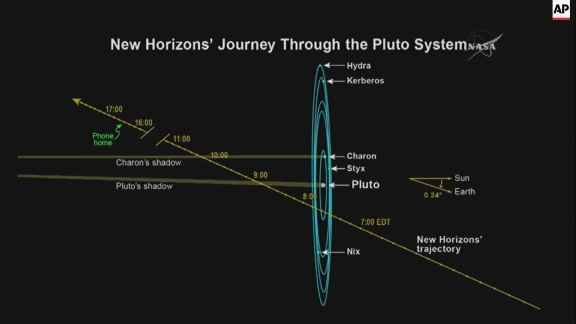 AP
New Horizons' Journey Through the Pluto System
NASA
Hydra
Kerberos
17:00
16:00
Phone
home
11:00
10:00
Charon
Charon's shadow
Styx
9:00
Sun
Pluto's shadow
Pluto
Earth
0.24°
8:00
7:00 EDT
New Horizons'
trajectory
Nix